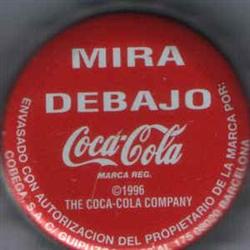 MIRA
DEBAJO
Coca-Cola
MARCA REG.
©1996
THE COCA-COLA COMPANY
ENVASADO CON AUTORIZACION DEL PROPIETARIO DE LA MARCA POR:
COBEGA, S.A. C/ 75 BARCELONA